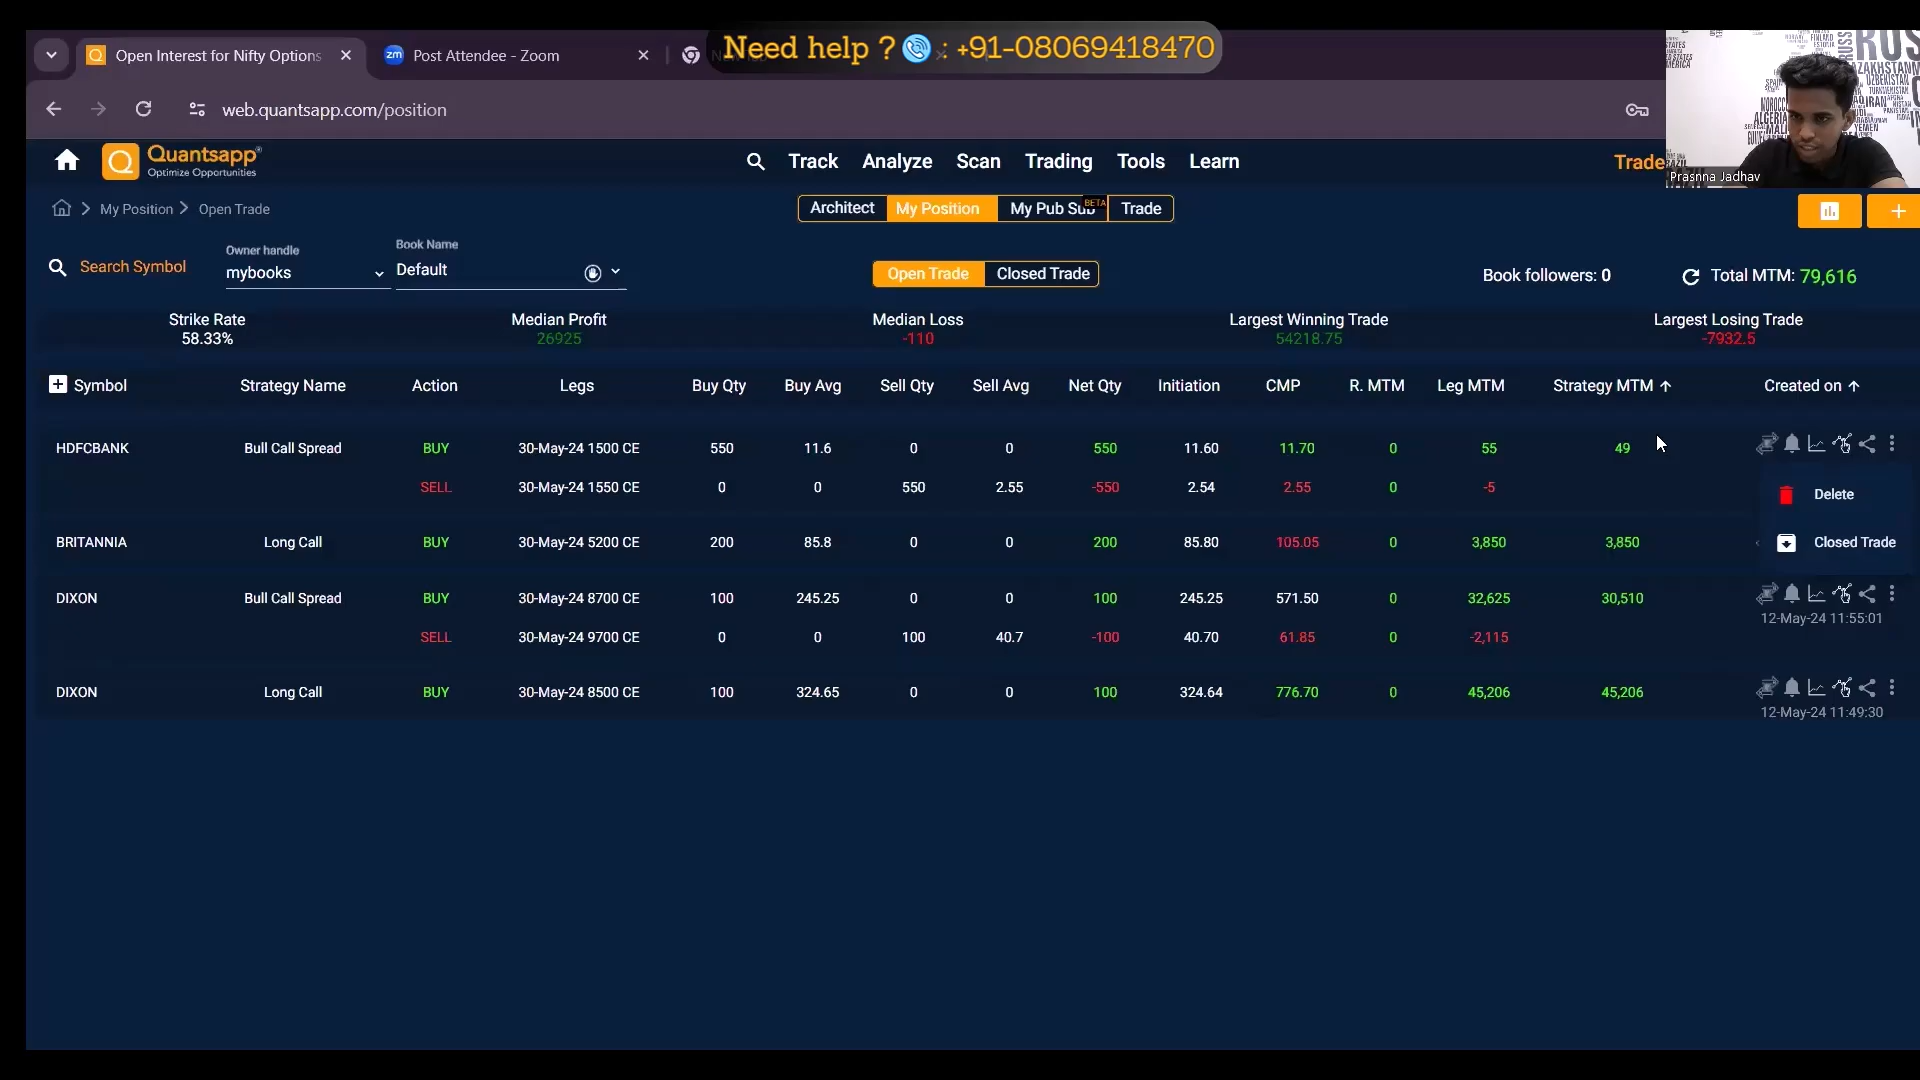 Need help ? : +91-08069418470
Open Interest for Nifty Options
zm Post Attendee - Zoom
web.quantsapp.com/position
Prasnna Jadhav
Quantsapp
Optimize Opportunities
Track Analyze Scan Trading Tools Learn
Trade
My Position > Open Trade
Architect My Position My Pub Sub BETA Trade
Search Symbol
Owner handle
mybooks
Book Name
Default
Open Trade Closed Trade
Book followers: 0
Total MTM: 79,616
Strike Rate Median Profit Median Loss Largest Winning Trade Largest Losing Trade
58.33% 26925 -110 54218.75 -7932.5
Symbol Strategy Name Action Legs Buy Qty Buy Avg Sell Qty Sell Avg Net Qty Initiation CMP R. MTM Leg MTM Strategy MTM ↑ Created on ↑
HDFCBANK Bull Call Spread BUY 30-May-24 1500 CE 550 11.6 0 0 550 11.60 11.70 0 55 49
SELL 30-May-24 1550 CE 0 0 550 2.55 -550 2.54 2.55 0 -5
Delete
BRITANNIA Long Call BUY 30-May-24 5200 CE 200 85.8 0 0 200 85.80 105.05 0 3,850 3,850
Closed Trade
DIXON Bull Call Spread BUY 30-May-24 8700 CE 100 245.25 0 0 100 245.25 571.50 0 32,625 30,510
12-May-24 11:55:01
SELL 30-May-24 9700 CE 0 0 100 40.7 -100 40.70 61.85 0 -2,115
DIXON Long Call BUY 30-May-24 8500 CE 100 324.65 0 0 100 324.64 776.70 0 45,206 45,206
12-May-24 11:49:30